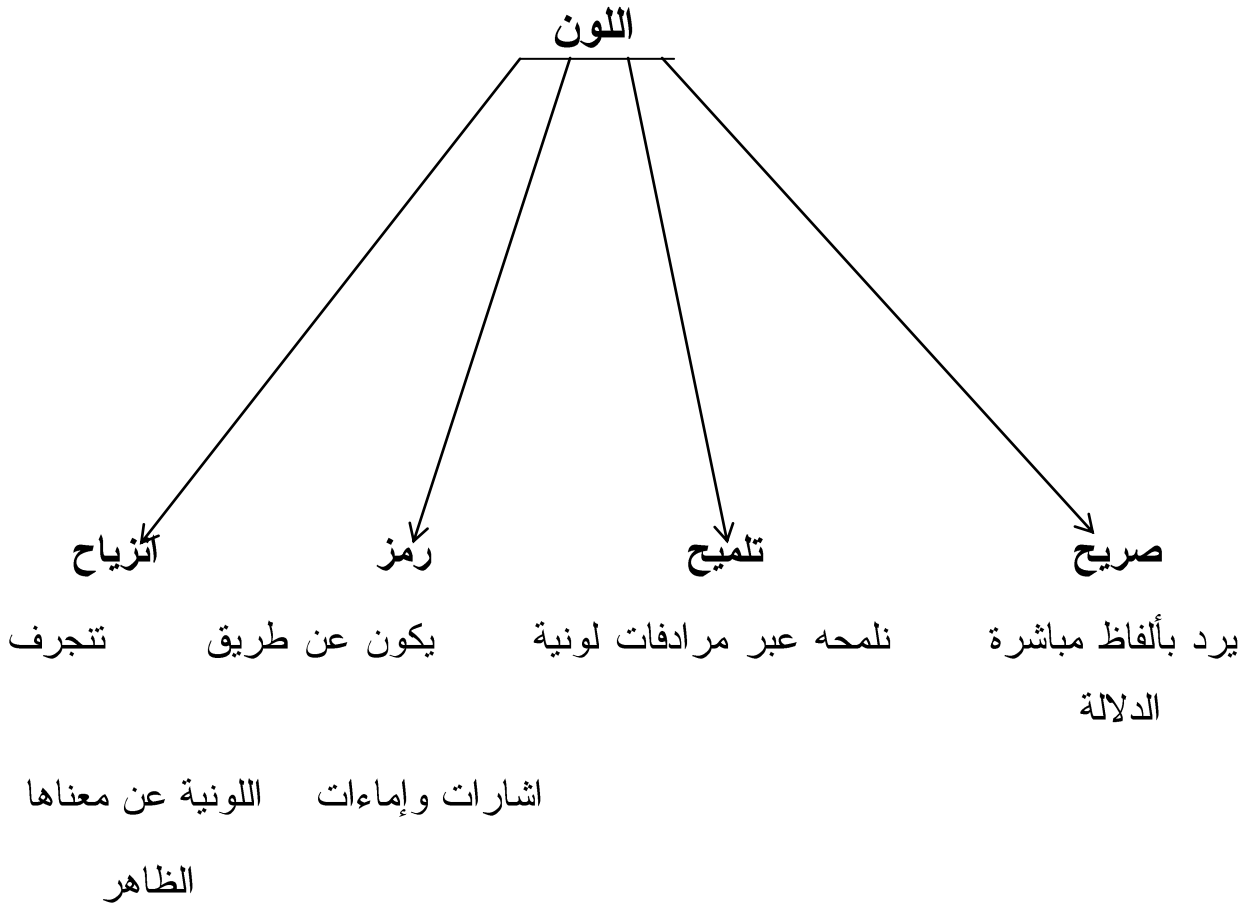 اللون
صريح تلميح رمز انزياح
يرد بألفاظ مباشرة نلمحه عبر مرادفات لونية يكون عن طريق تنجرف
الدلالة
اشارات وإماءات اللونية عن معناها
الظاهر